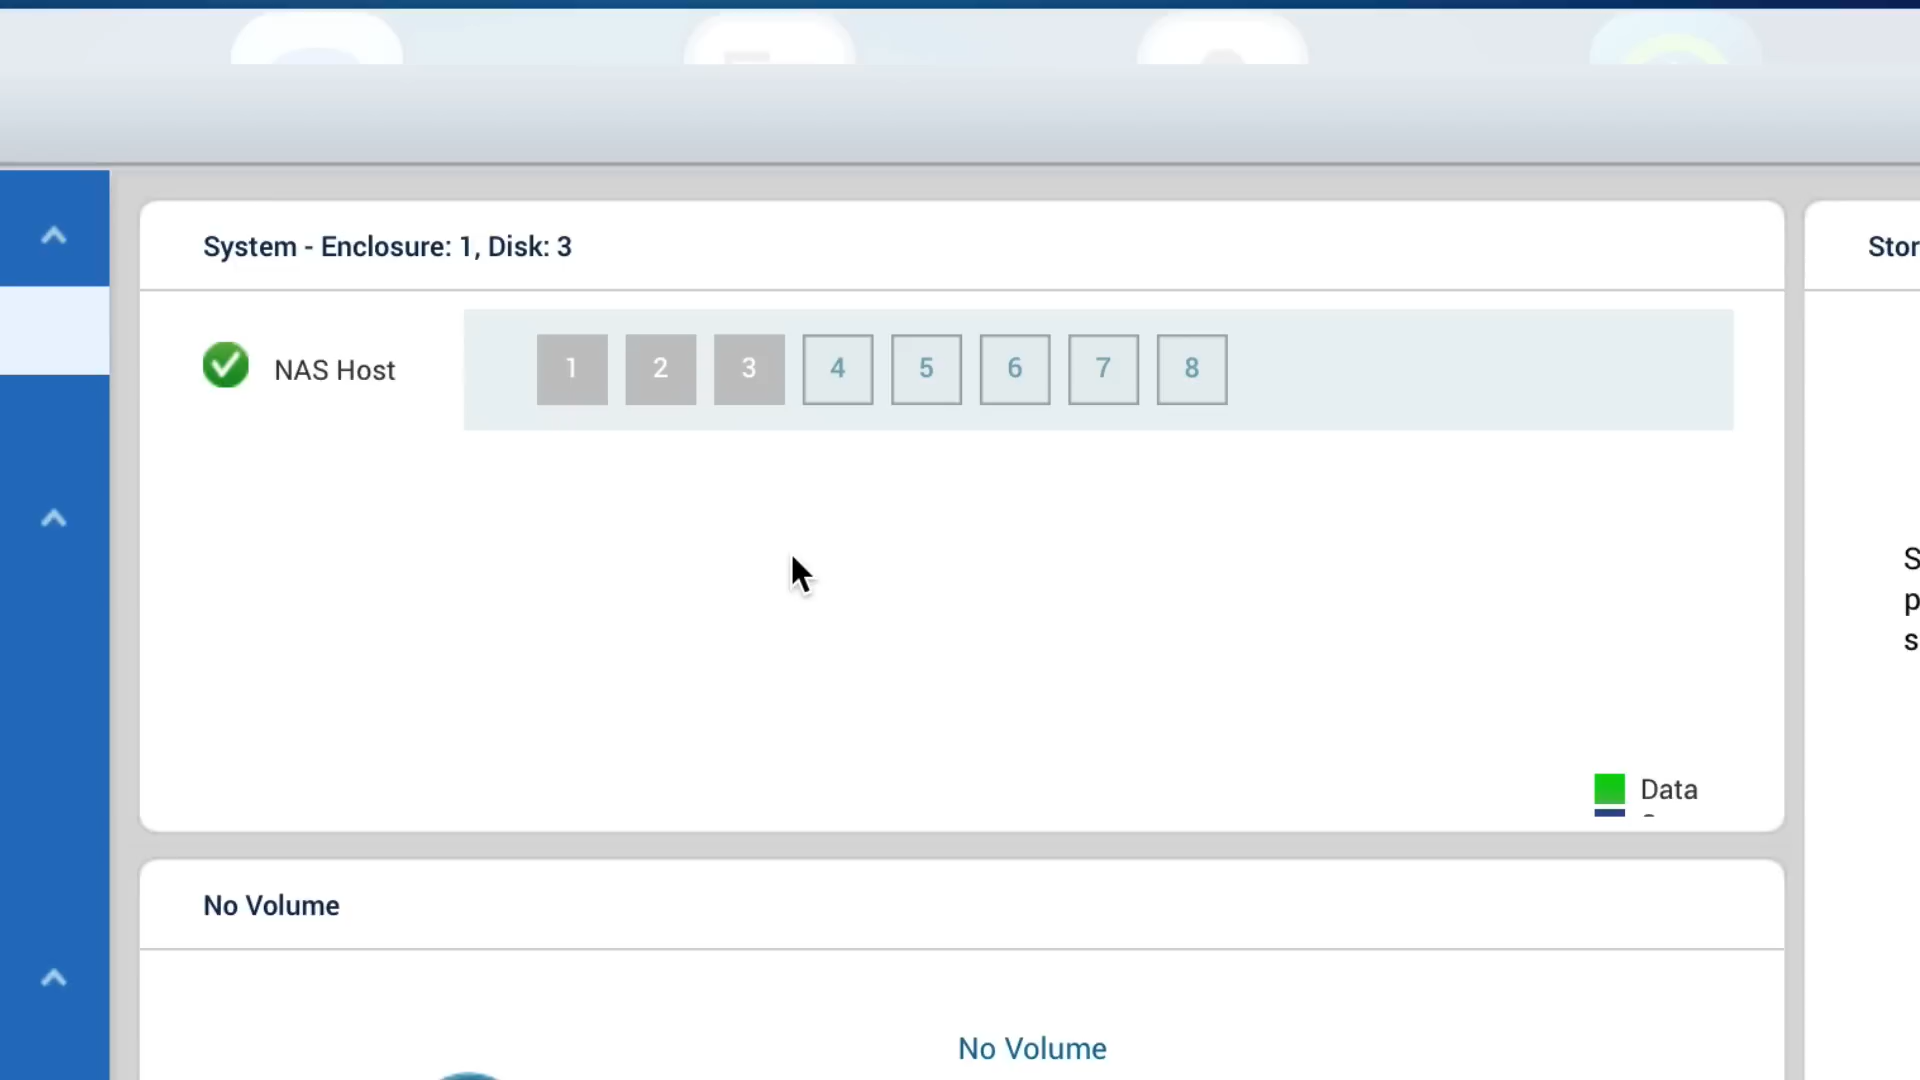 System - Enclosure: 1, Disk: 3
Stor
NAS Host
1 2 3 4 5 6 7 8
S
p
s
Data
No Volume
No Volume